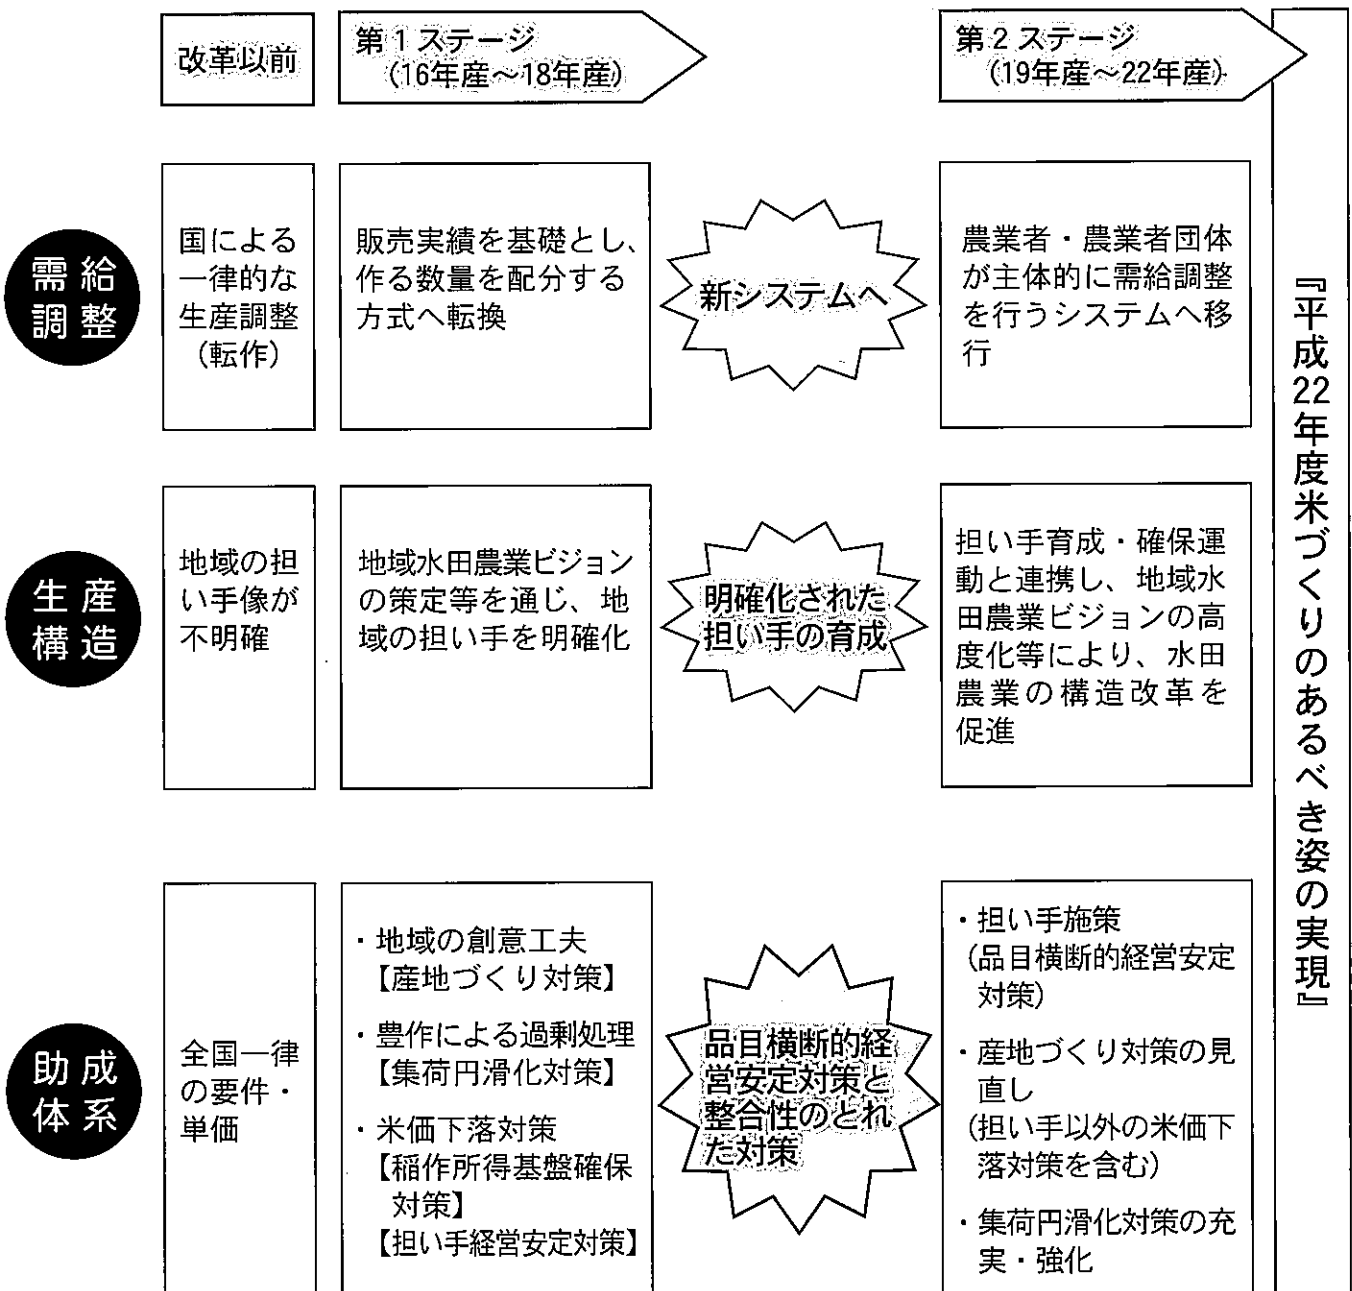 改革以前
第1ステージ
(16年産～18年産)
第2ステージ
(19年産～22年産)
需給
調整
国による
一律的な
生産調整
(転作)
販売実績を基礎とし、
作る数量を配分する
方式へ転換
新システムへ
農業者・農業者団体
が主体的に需給調整
を行うシステムへ移
行
生産
構造
地域の担
い手像が
不明確
地域水田農業ビジョン
の策定等を通じ、地
域の担い手を明確化
明確化された
担い手の育成
担い手育成・確保運
動と連携し、地域水
田農業ビジョンの高
度化等により、水田
農業の構造改革を
促進
助成
体系
全国一律
の要件・
単価
・地域の創意工夫
【産地づくり対策】
・豊作による過剰処理
【集荷円滑化対策】
・米価下落対策
【稲作所得基盤確保
対策】
【担い手経営安定対策】
品目横断的経
営安定対策と
整合性のとれ
た対策
・担い手施策
(品目横断的経営安定
対策)
・産地づくり対策の見
直し
(担い手以外の米価下
落対策を含む)
・集荷円滑化対策の充
実・強化
『平成22年度米づくりのあるべき姿の実現』